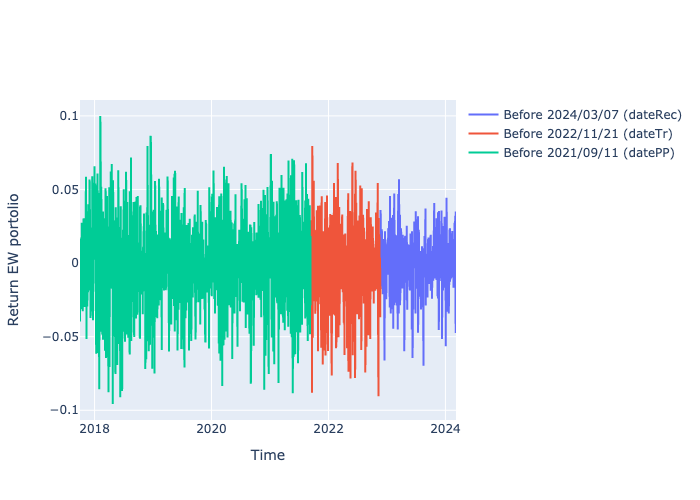 0.1
0.05
0
−0.05
−0.1
2018
2020
2022
2024
Time
Return EW portolio
Before 2024/03/07 (dateRec)
Before 2022/11/21 (dateTr)
Before 2021/09/11 (datePP)